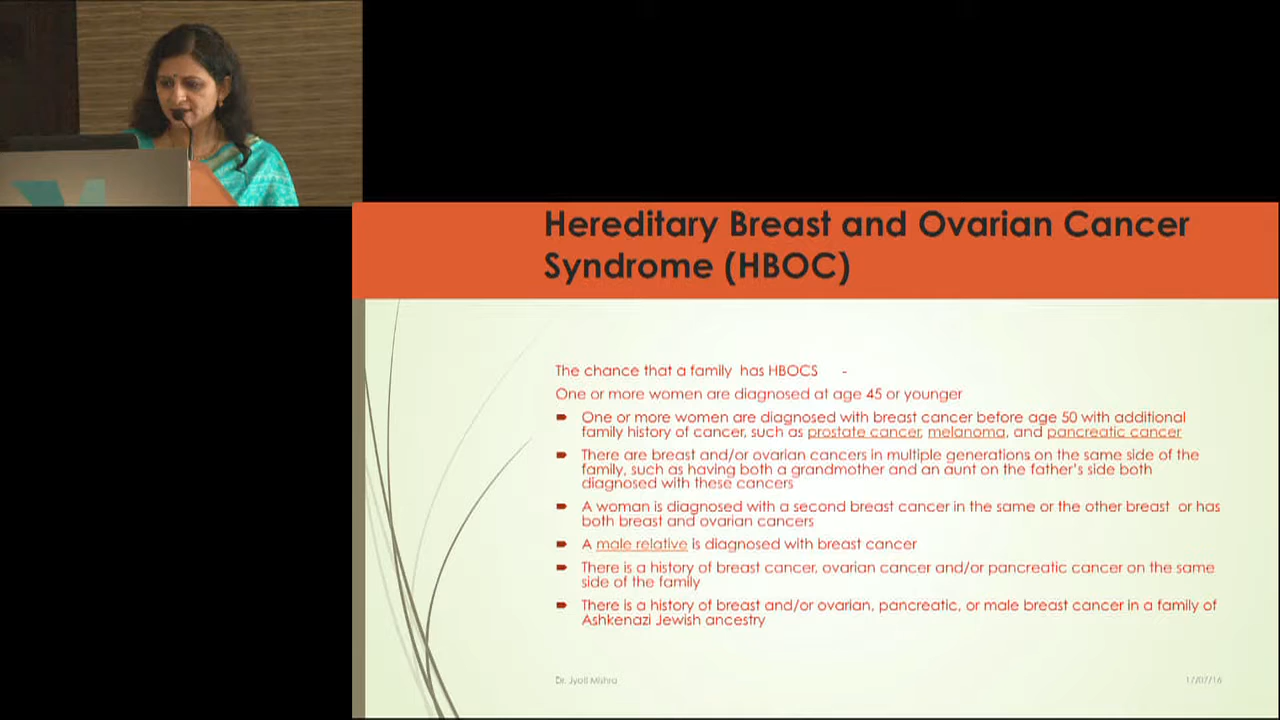 Hereditary Breast and Ovarian Cancer
Syndrome (HBOC)
The chance that a family has HBOCS -
One or more women are diagnosed at age 45 or younger
One or more women are diagnosed with breast cancer before age 50 with additional
family history of cancer, such as prostate cancer, melanoma, and pancreatic cancer
There are breast and/or ovarian cancers in multiple generations on the same side of the
family, such as having both a grandmother and an aunt on the father's side both
diagnosed with these cancers
A woman is diagnosed with a second breast cancer in the same or the other breast or has
both breast and ovarian cancers
A male relative is diagnosed with breast cancer
There is a history of breast cancer, ovarian cancer and/or pancreatic cancer on the same
side of the family
There is a history of breast and/or ovarian, pancreatic, or male breast cancer in a family of
Ashkenazi Jewish ancestry
Dr. Jyoti Mishra
17/07/16